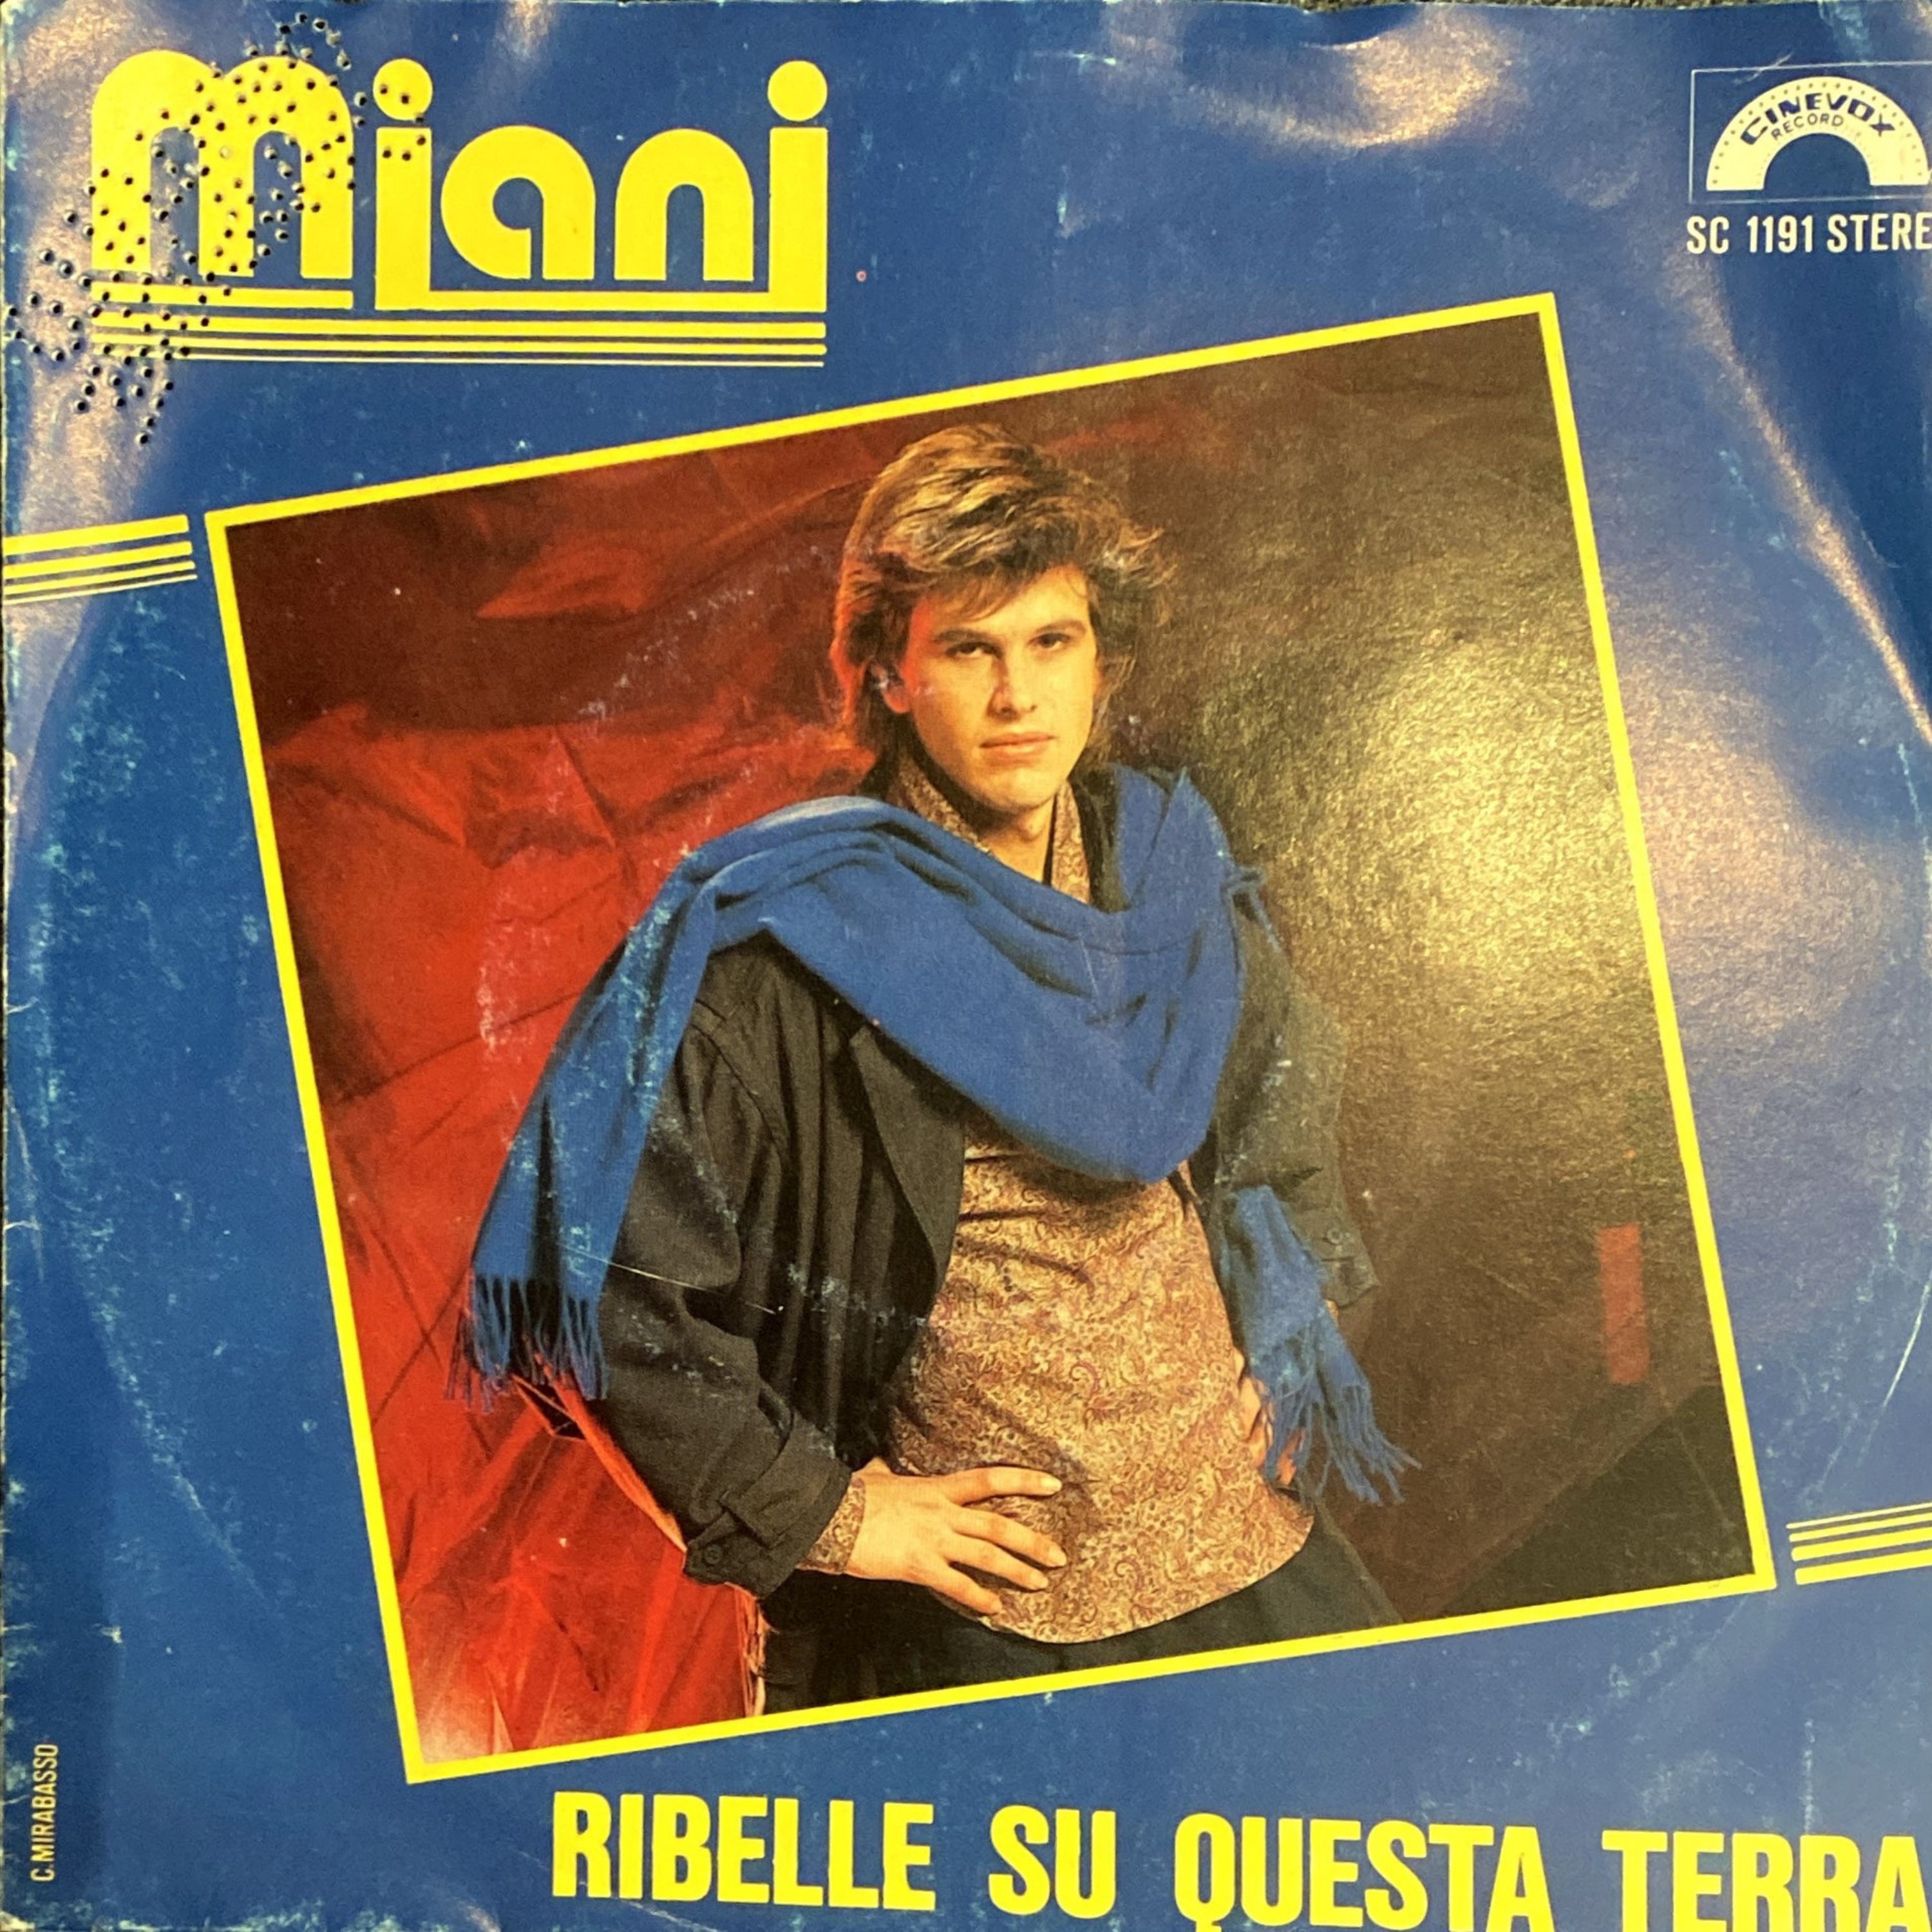 miani
CINEVOX
RECORD
SC 1191 STERE
C.MIRABASSO
RIBELLE SU QUESTA TERRA